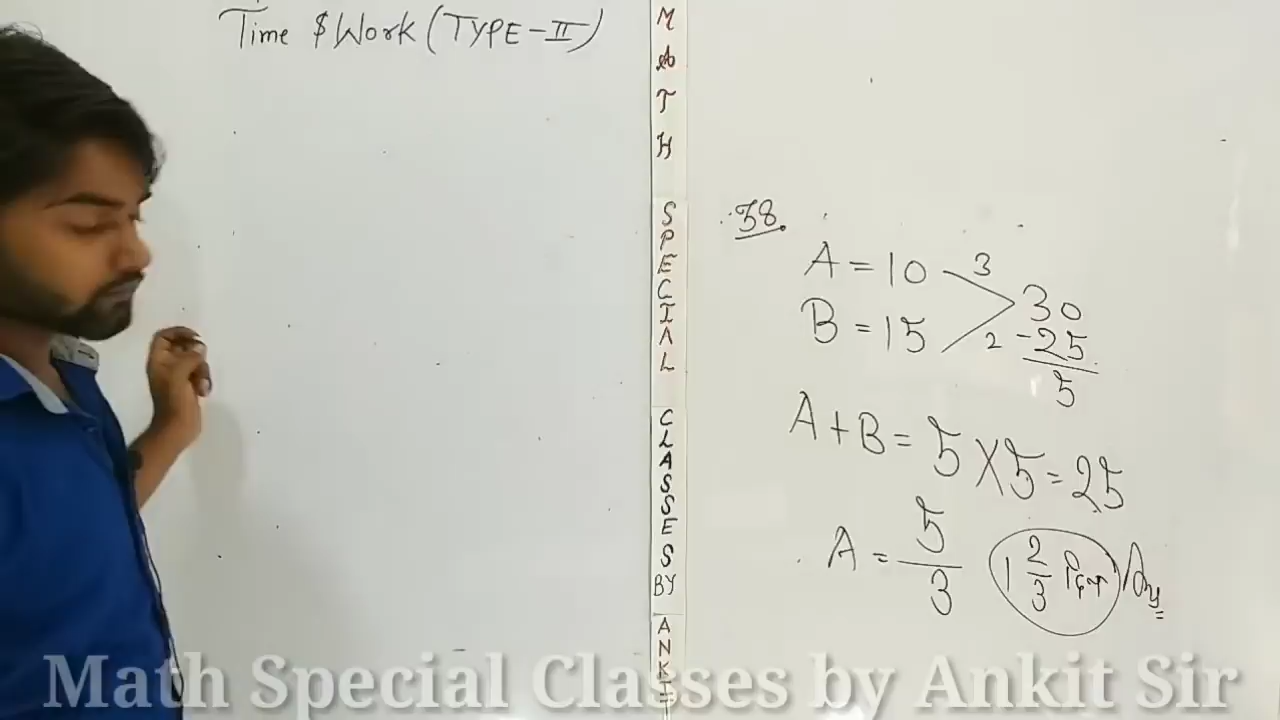 Time $ Work (TYPE-II)
MATH SPECIAL CLASSES BY ANKIT
38.
A = 10 3
30
B = 15 2 -25
5
A+B = 5 X 5 = 25
A = 5/3 1 2/3 दिन Ans
Math Special Classes by Ankit Sir